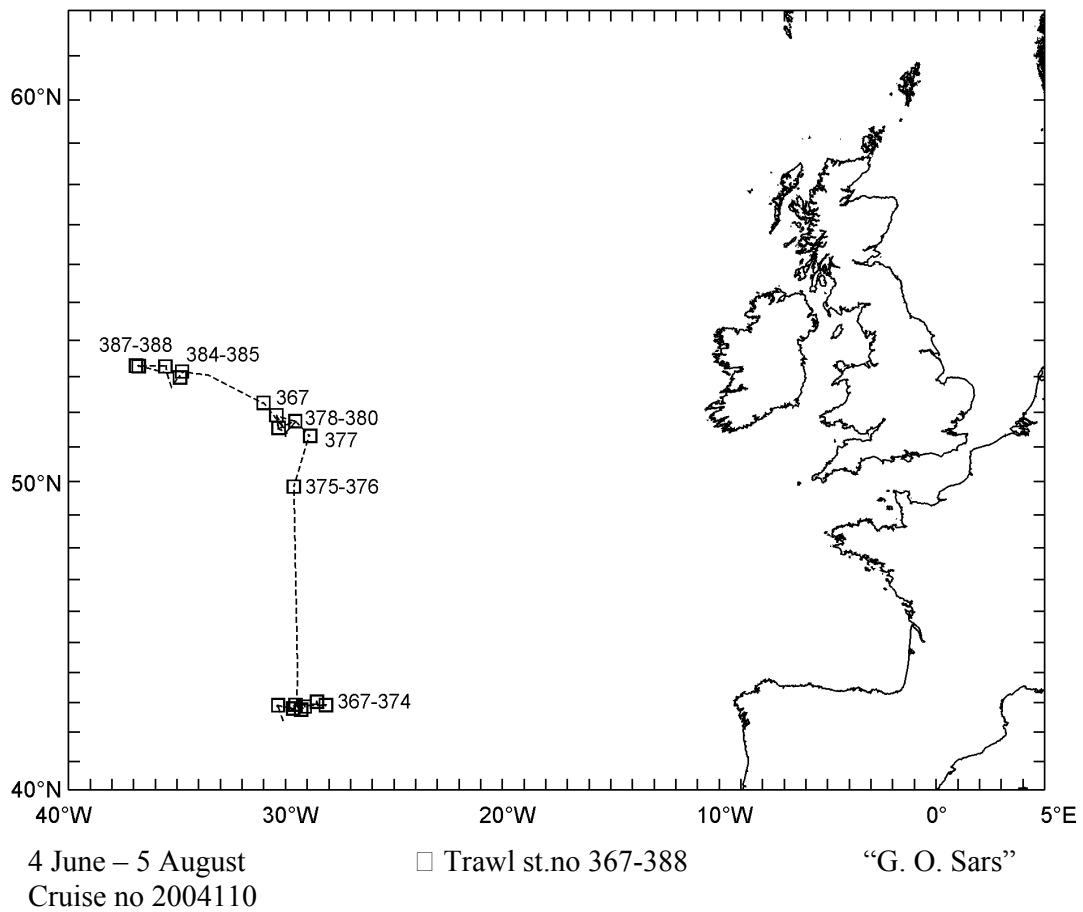 60°N
387-388
384-385
367
378-380
377
50°N
375-376
367-374
40°N
40°W 30°W 20°W 10°W 0° 5°E
4 June – 5 August □ Trawl st.no 367-388 “G. O. Sars”
Cruise no 2004110